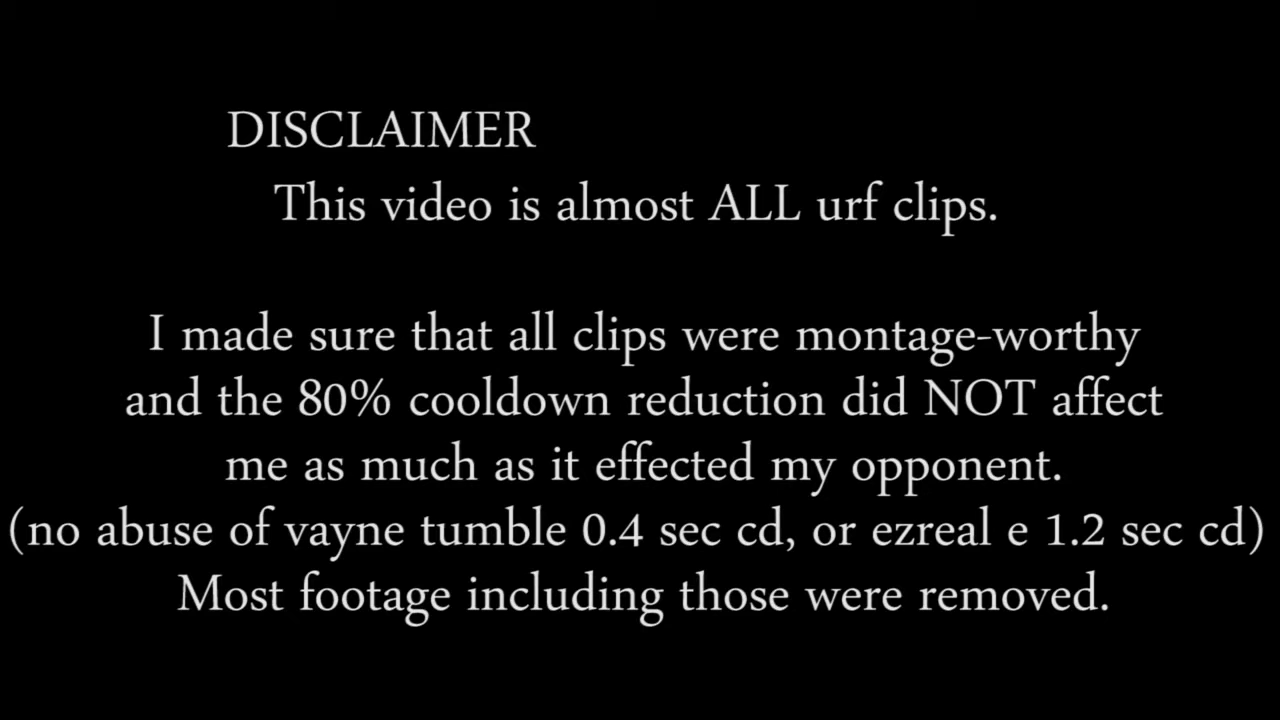 DISCLAIMER
This video is almost ALL urf clips.
I made sure that all clips were montage-worthy
and the 80% cooldown reduction did NOT affect
me as much as it effected my opponent.
(no abuse of vayne tumble 0.4 sec cd, or ezreal e 1.2 sec cd)
Most footage including those were removed.